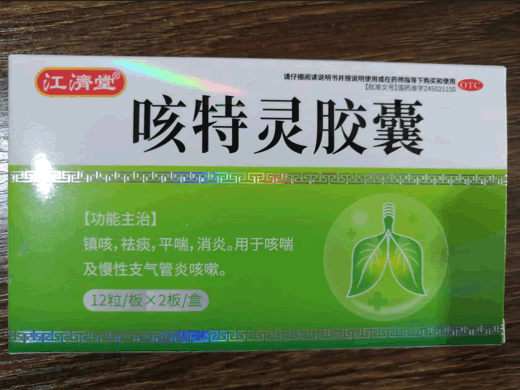 江濟堂®
请仔细阅读说明书并按说明使用或在药师指导下购买和使用
【批准文号】国药准字Z45021150
OTC
咳特灵胶囊
【功能主治】
镇咳，祛痰，平喘，消炎。用于咳喘
及慢性支气管炎咳嗽。
12粒/板×2板/盒